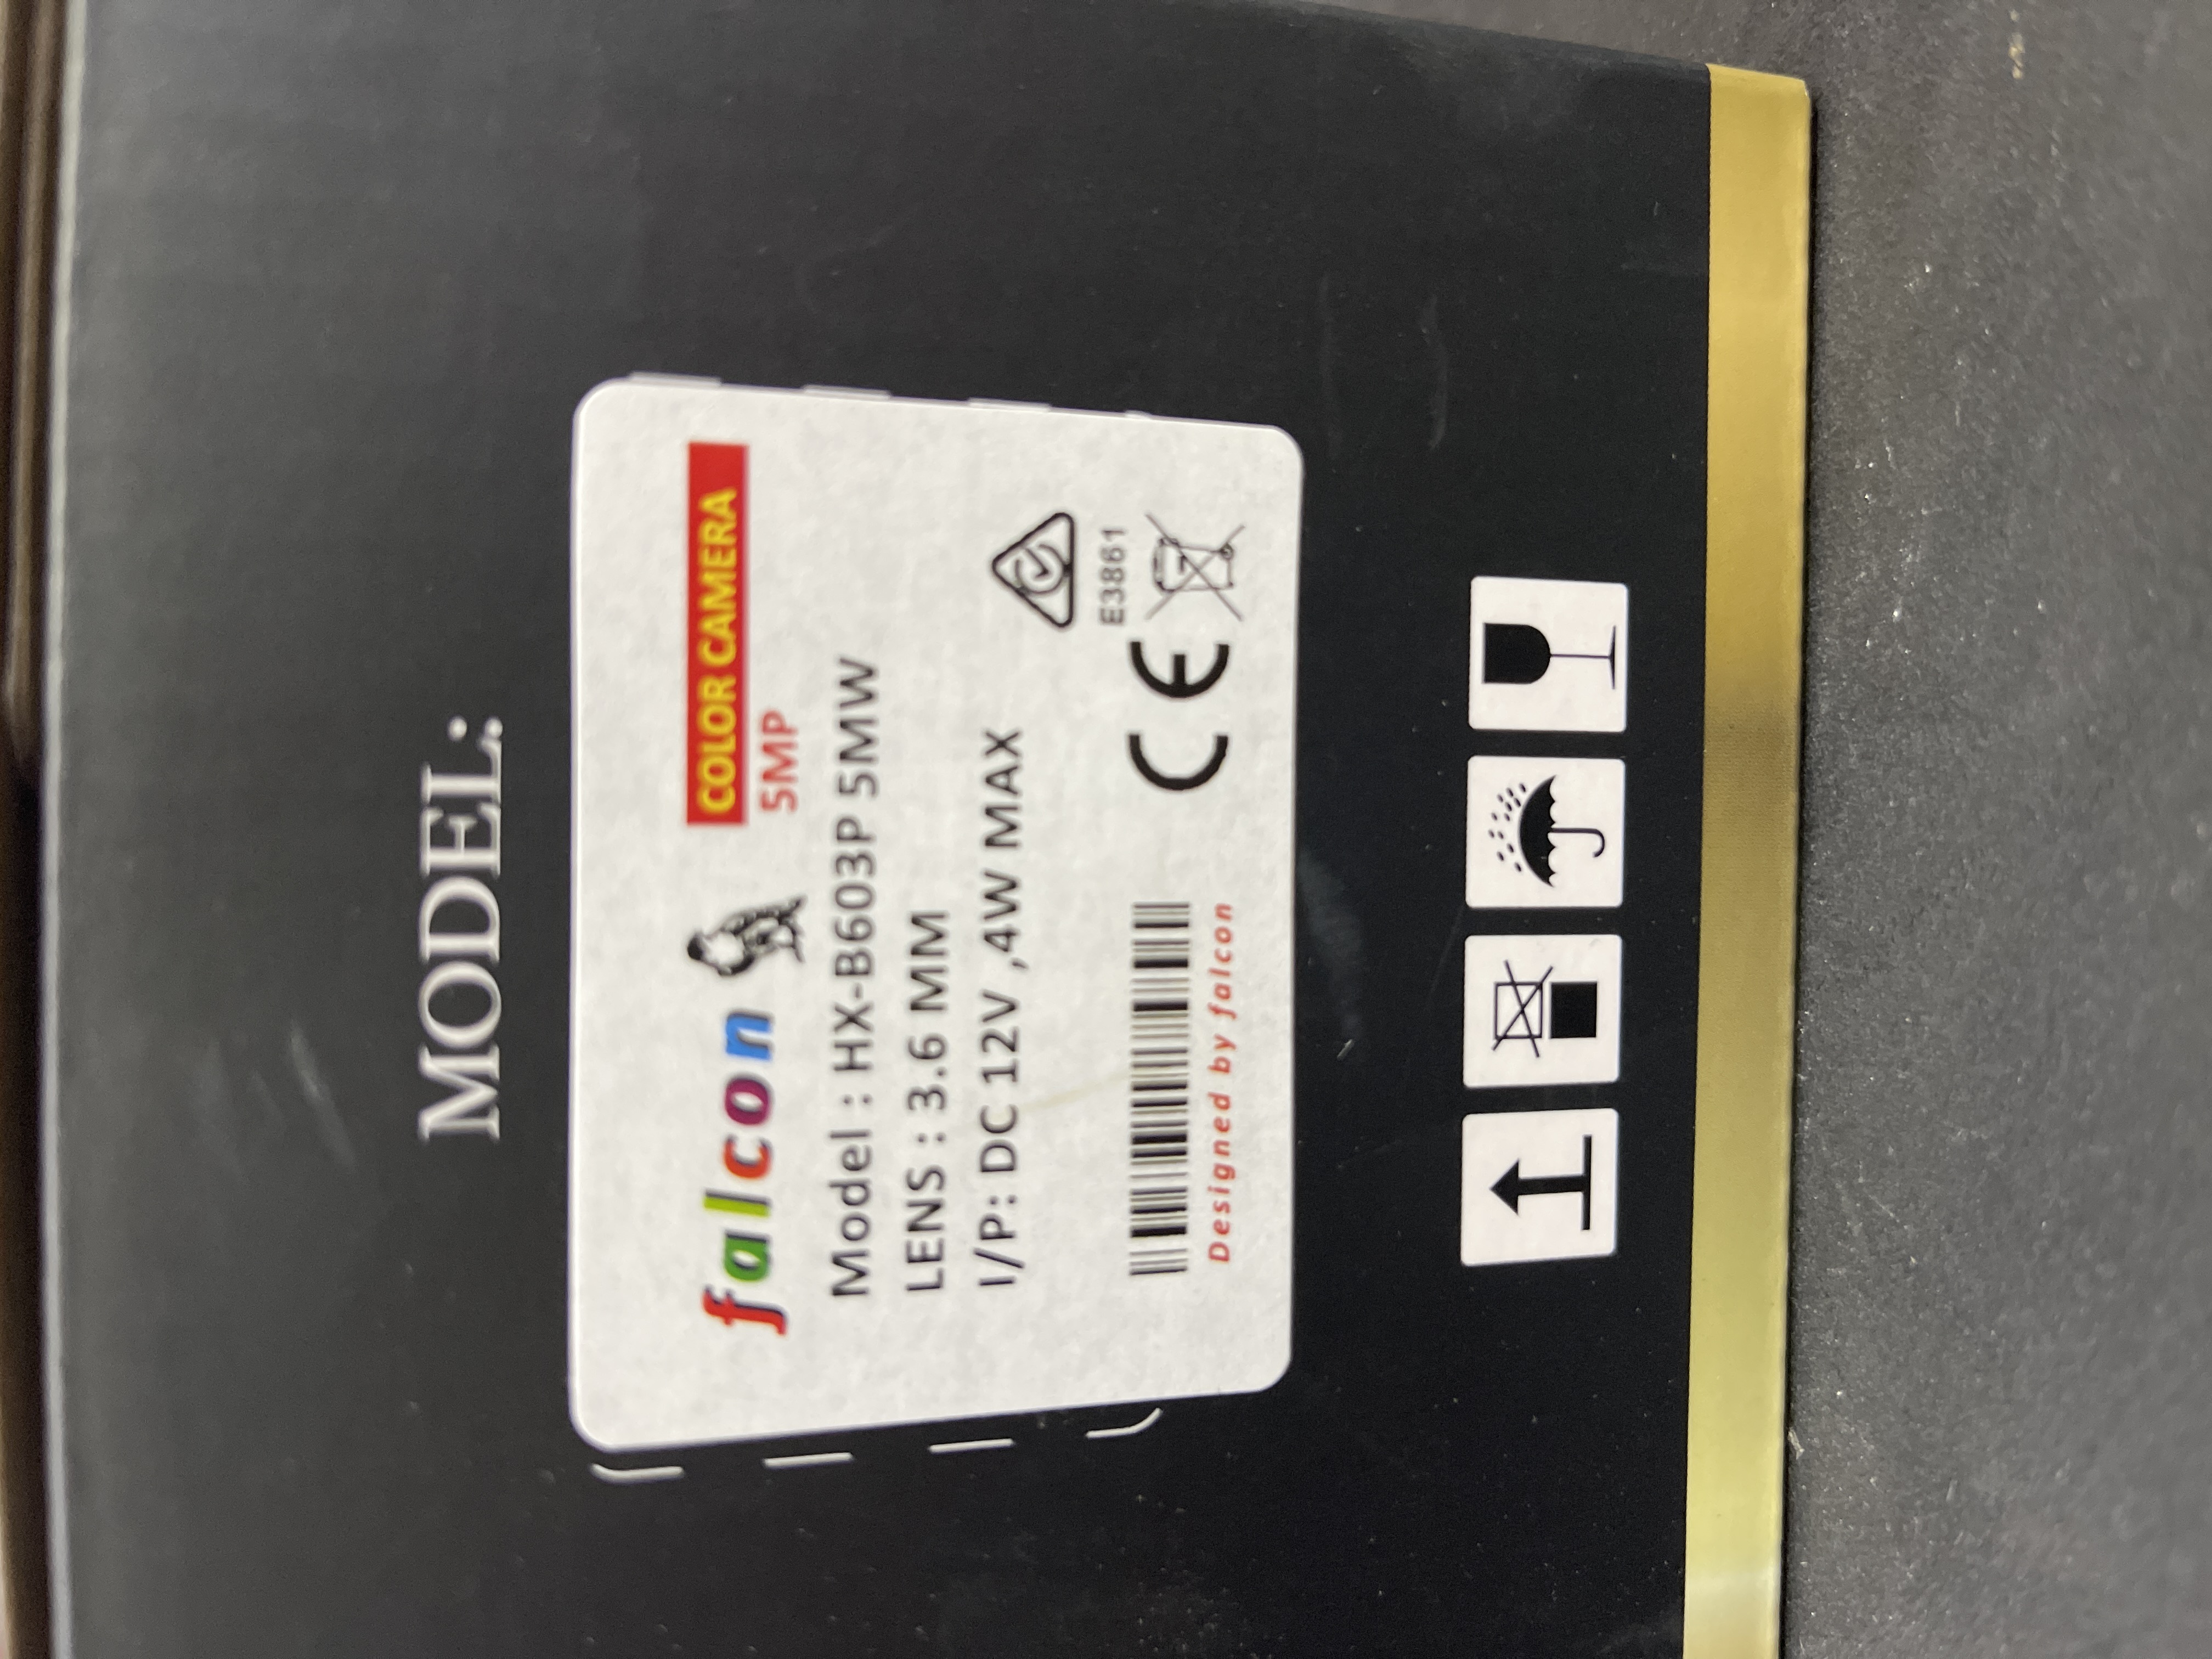 MODEL:
falcon
COLOR CAMERA
5MP
Model : HX-B603P 5MW
LENS : 3.6 MM
I/P: DC 12V ,4W MAX
E3861
CE
Designed by falcon